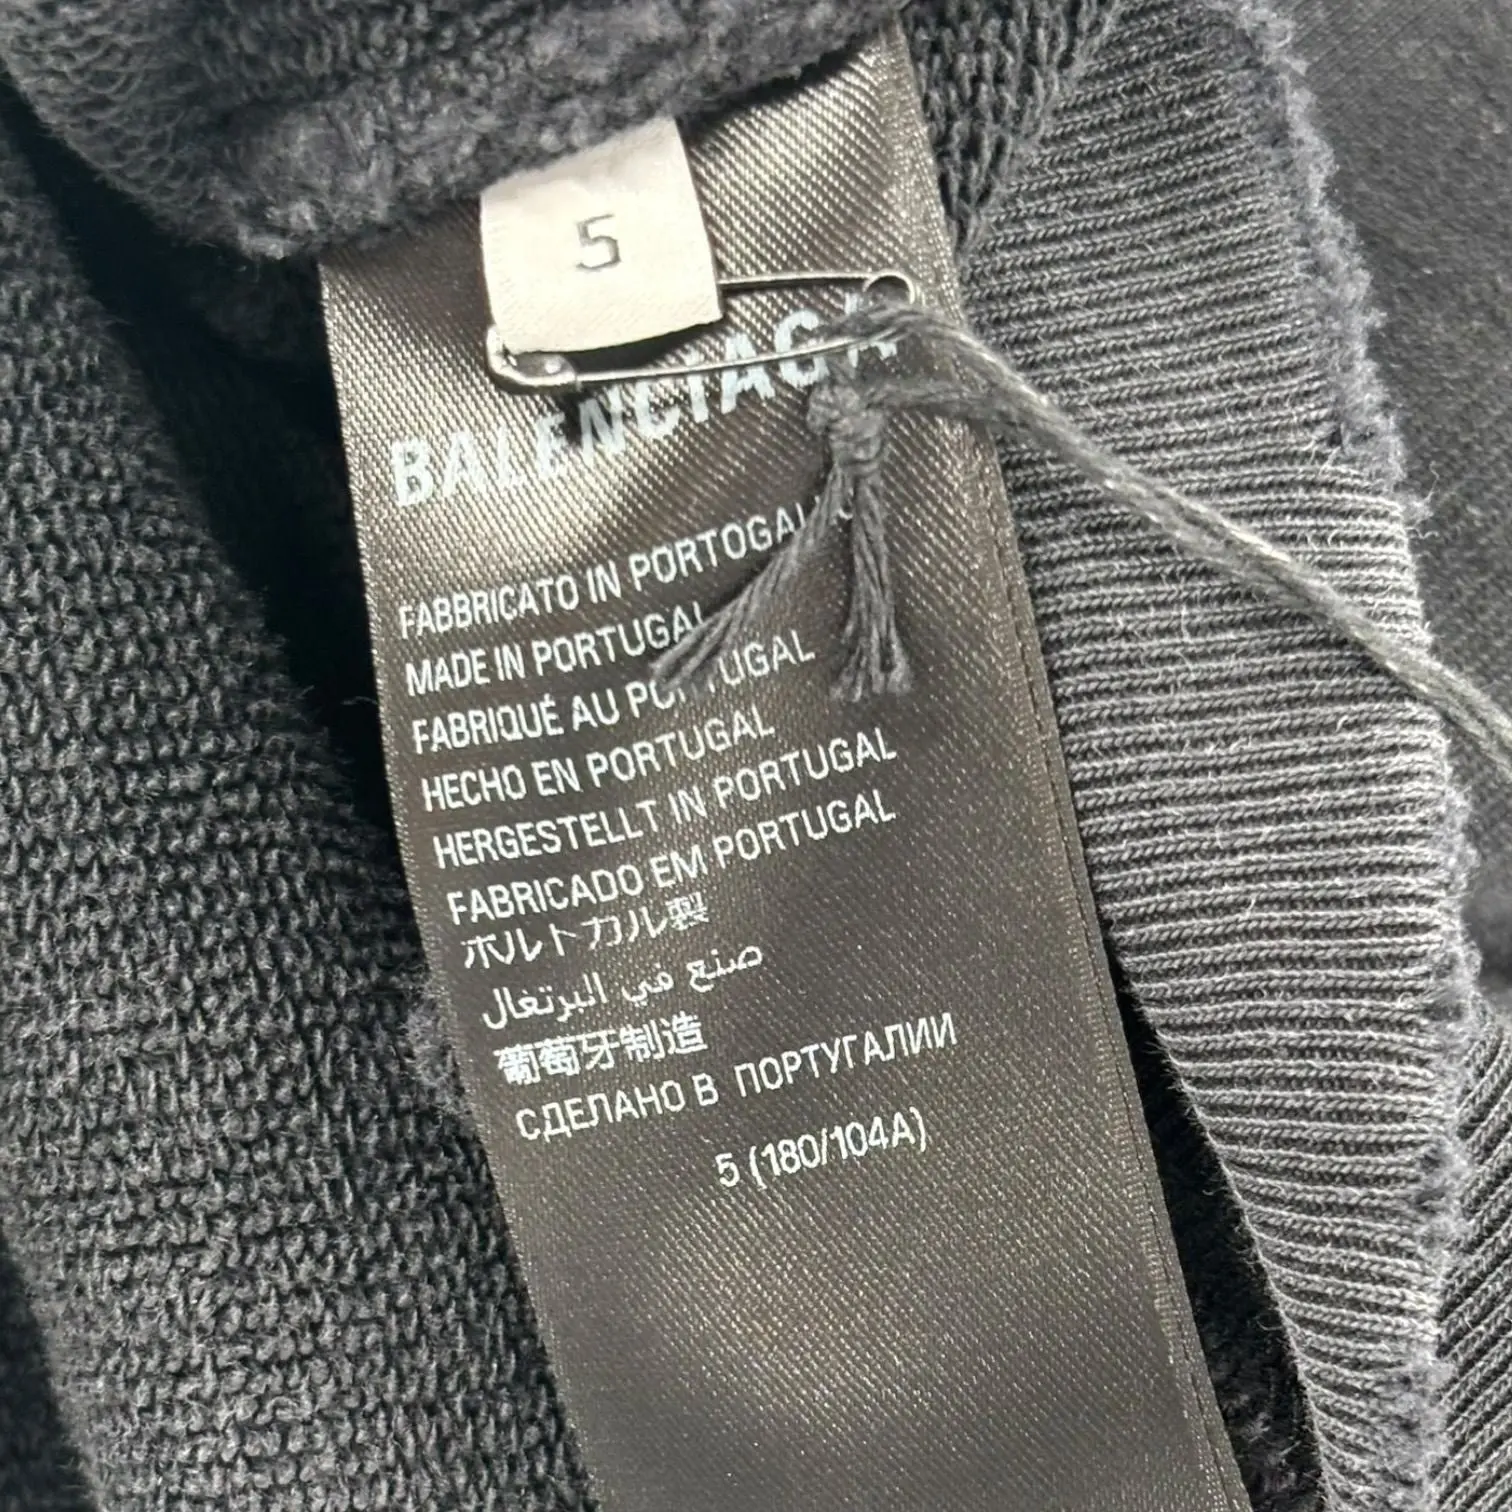 5
BALENCIAGA
FABBRICATO IN PORTOGALLO
MADE IN PORTUGAL
FABRIQUÉ AU PORTUGAL
HECHO EN PORTUGAL
HERGESTELLT IN PORTUGAL
FABRICADO EM PORTUGAL
ポルトガル製
صنع في البرتغال
葡萄牙制造
СДЕЛАНО В ПОРТУГАЛИИ
5 (180/104A)